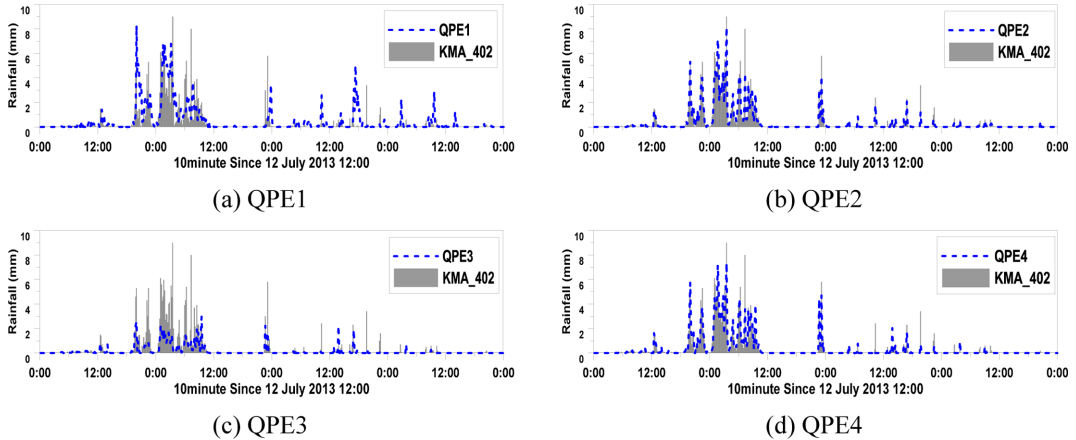 10
8
6
4
2
0
Rainfall (mm)
QPE1
KMA_402
0:00 12:00 0:00 12:00 0:00 12:00 0:00 12:00 0:00
10minute Since 12 July 2013 12:00
(a) QPE1
10
8
6
4
2
0
Rainfall (mm)
QPE2
KMA_402
0:00 12:00 0:00 12:00 0:00 12:00 0:00 12:00 0:00
10minute Since 12 July 2013 12:00
(b) QPE2
10
8
6
4
2
0
Rainfall (mm)
QPE3
KMA_402
0:00 12:00 0:00 12:00 0:00 12:00 0:00 12:00 0:00
10minute Since 12 July 2013 12:00
(c) QPE3
10
8
6
4
2
0
Rainfall (mm)
QPE4
KMA_402
0:00 12:00 0:00 12:00 0:00 12:00 0:00 12:00 0:00
10minute Since 12 July 2013 12:00
(d) QPE4